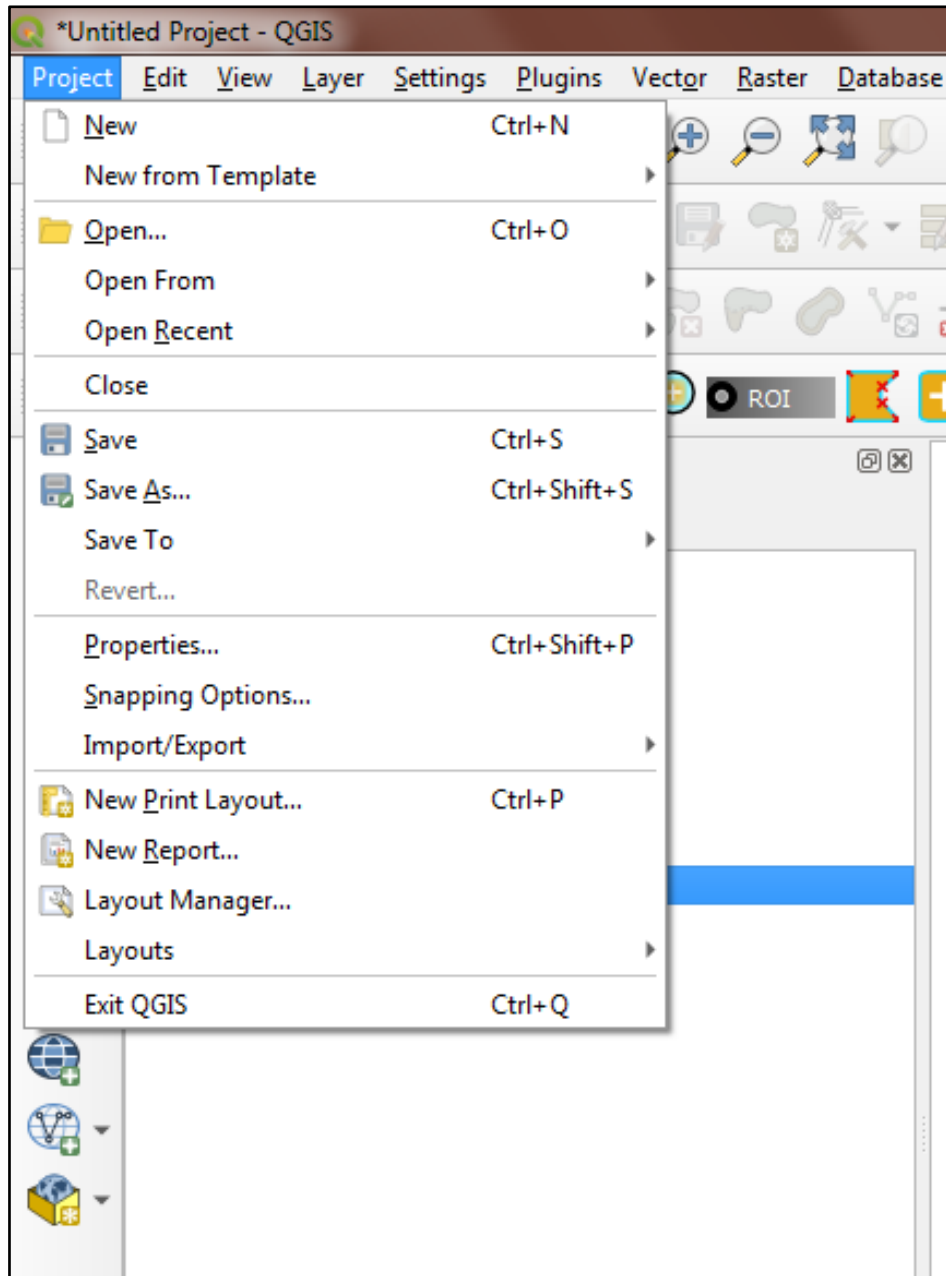 *Untitled Project - QGIS
Project Edit View Layer Settings Plugins Vector Raster Database
New Ctrl+N
New from Template
Open... Ctrl+O
Open From
Open Recent
Close
ROI
Save Ctrl+S
Save As... Ctrl+Shift+S
Save To
Revert...
Properties... Ctrl+Shift+P
Snapping Options...
Import/Export
New Print Layout... Ctrl+P
New Report...
Layout Manager...
Layouts
Exit QGIS Ctrl+Q